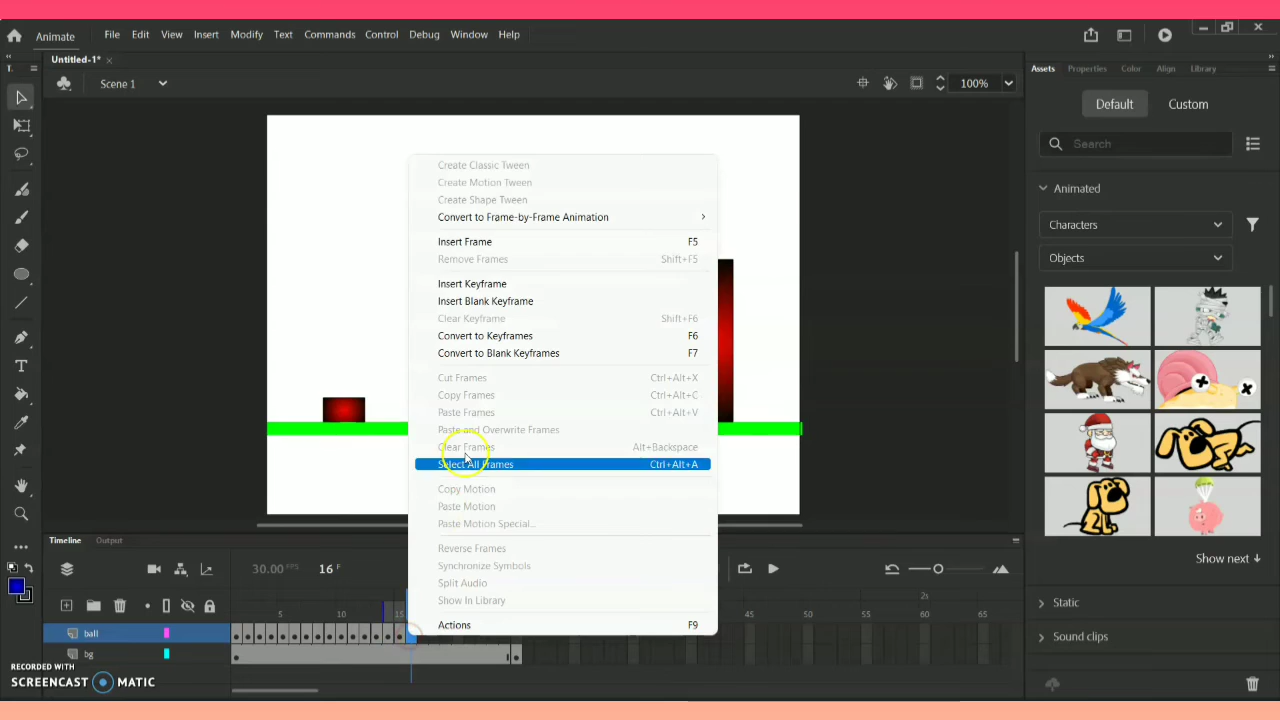 Animate File Edit View Insert Modify Text Commands Control Debug Window Help
Untitled-1* ×
Scene 1 100%
T.
Assets Properties Color Align Library
Default Custom
Search
Animated
Characters
Objects
Show next
Static
Sound clips
Create Classic Tween
Create Motion Tween
Create Shape Tween
Convert to Frame-by-Frame Animation
Insert Frame F5
Remove Frames Shift+F5
Insert Keyframe
Insert Blank Keyframe
Clear Keyframe Shift+F6
Convert to Keyframes F6
Convert to Blank Keyframes F7
Cut Frames Ctrl+Alt+X
Copy Frames Ctrl+Alt+C
Paste Frames Ctrl+Alt+V
Paste and Overwrite Frames
Clear Frames Alt+Backspace
Select All Frames Ctrl+Alt+A
Copy Motion
Paste Motion
Paste Motion Special...
Reverse Frames
Synchronize Symbols
Split Audio
Show In Library
Actions F9
Timeline Output
30.00 FPS 16 F
2s
5 10 15 45 50 55 60 65
ball
bg
RECORDED WITH
SCREENCAST MATIC